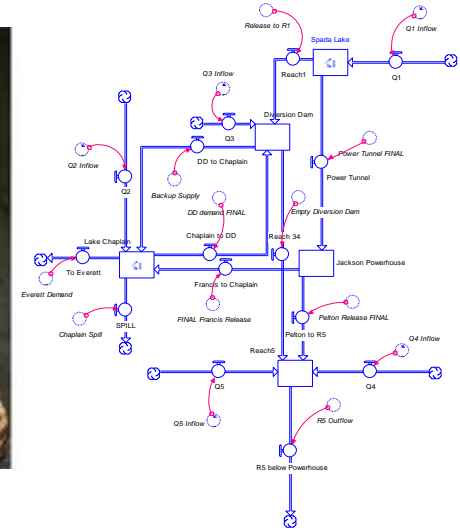 Release to R1
Q1 Inflow
Spada Lake
Reach1
Q1
Q3 Inflow
Diversion Dam
Q3
Q2 Inflow
DD to Chaplain
Power Tunnel FINAL
Power Tunnel
Backup Supply
Q2
DD demand FINAL
Empty Diversion Dam
Lake Chaplain
Chaplain to DD
Reach 34
To Everett
Jackson Powerhouse
Everett Demand
Francis to Chaplain
Chaplain Spill
FINAL Francis Release
Pelton Release FINAL
SPILL
Pelton to R5
Q4 Inflow
Reach5
Q5
Q4
R5 Outflow
Q5 Inflow
R5 below Powerhouse